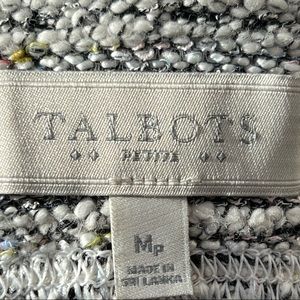 TALBOTS
PETITE
MP
MADE IN
SRI LANKA